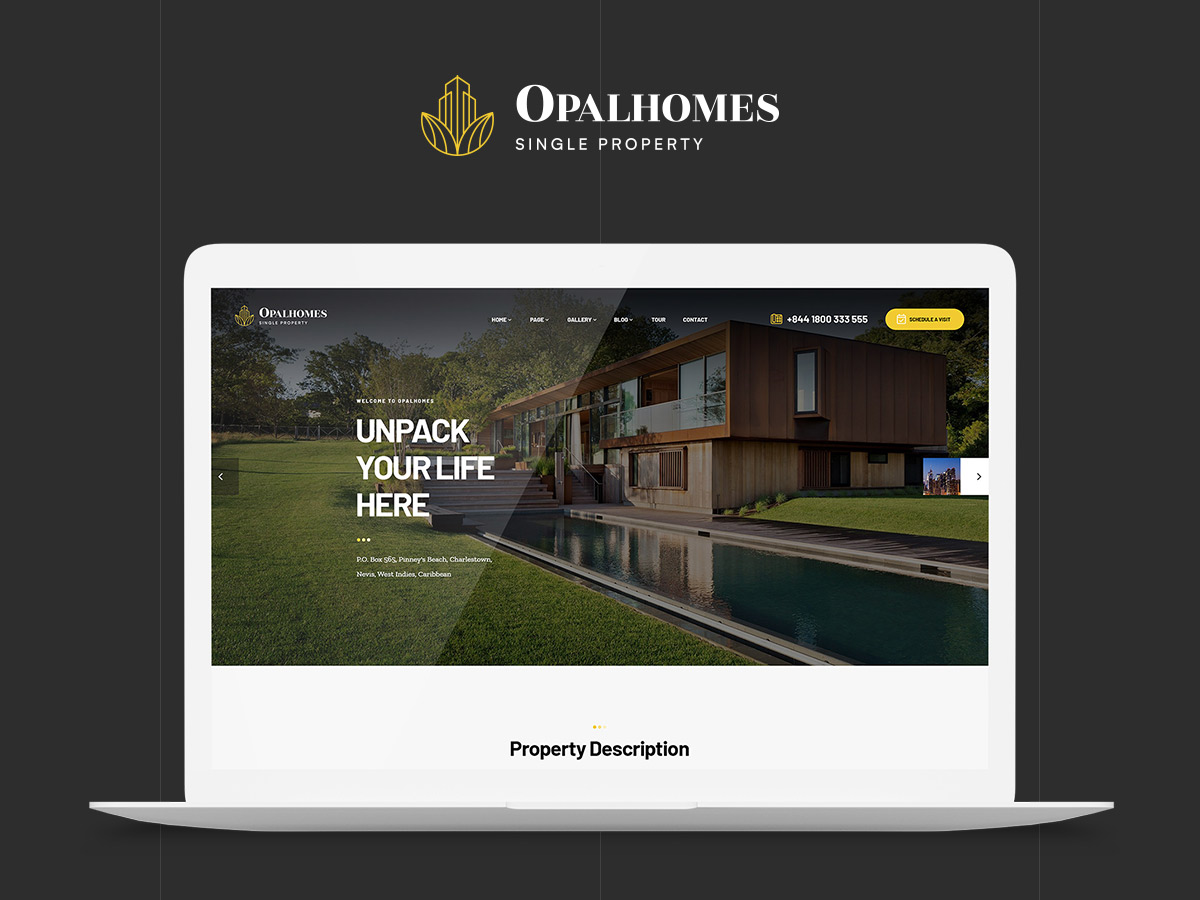 OPALHOMES
SINGLE PROPERTY
OPALHOMES
SINGLE PROPERTY
HOME
PAGE
GALLERY
BLOG
TOUR
CONTACT
+844 1800 333 555
SCHEDULE A VISIT
WELCOME TO OPALHOMES
UNPACK
YOUR LIFE
HERE
P.O. Box 565, Pinney's Beach, Charlestown,
Nevis, West Indies, Caribbean
Property Description